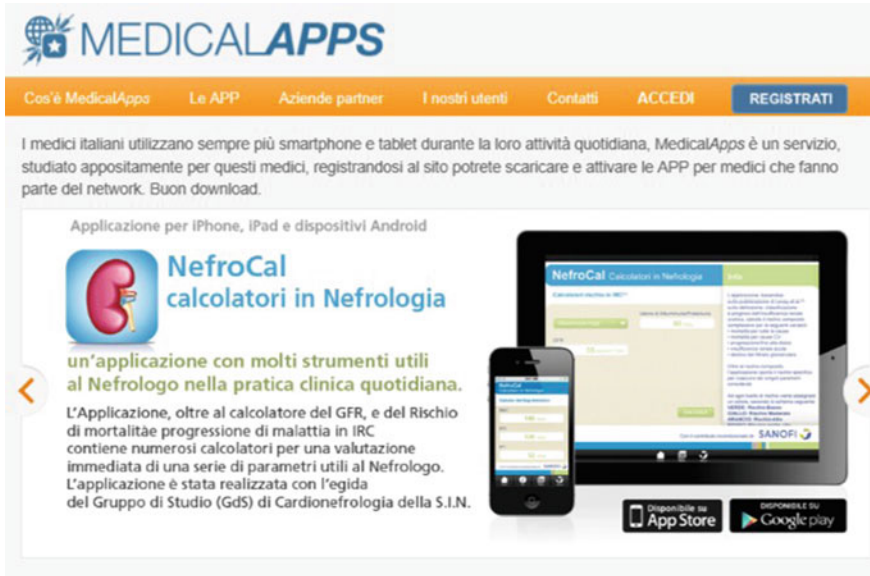 MEDICALAPPS
Cos'è MedicalApps Le APP Aziende partner I nostri utenti Contatti ACCEDI REGISTRATI
I medici italiani utilizzano sempre più smartphone e tablet durante la loro attività quotidiana, MedicalApps è un servizio,
studiato appositamente per questi medici, registrandosi al sito potrete scaricare e attivare le APP per medici che fanno
parte del network. Buon download.
Applicazione per iPhone, iPad e dispositivi Android
NefroCal
calcolatori in Nefrologia
un'applicazione con molti strumenti utili
al Nefrologo nella pratica clinica quotidiana.
L'Applicazione, oltre al calcolatore del GFR, e del Rischio
di mortalitàe progressione di malattia in IRC
contiene numerosi calcolatori per una valutazione
immediata di una serie di parametri utili al Nefrologo.
L'applicazione è stata realizzata con l'egida
del Gruppo di Studio (GdS) di Cardionefrologia della S.I.N.
NefroCal Calcolatori in Nefrologia
Info
SANOFI
NefroCal
Disponibile su
App Store
DISPONIBILE SU
Google play